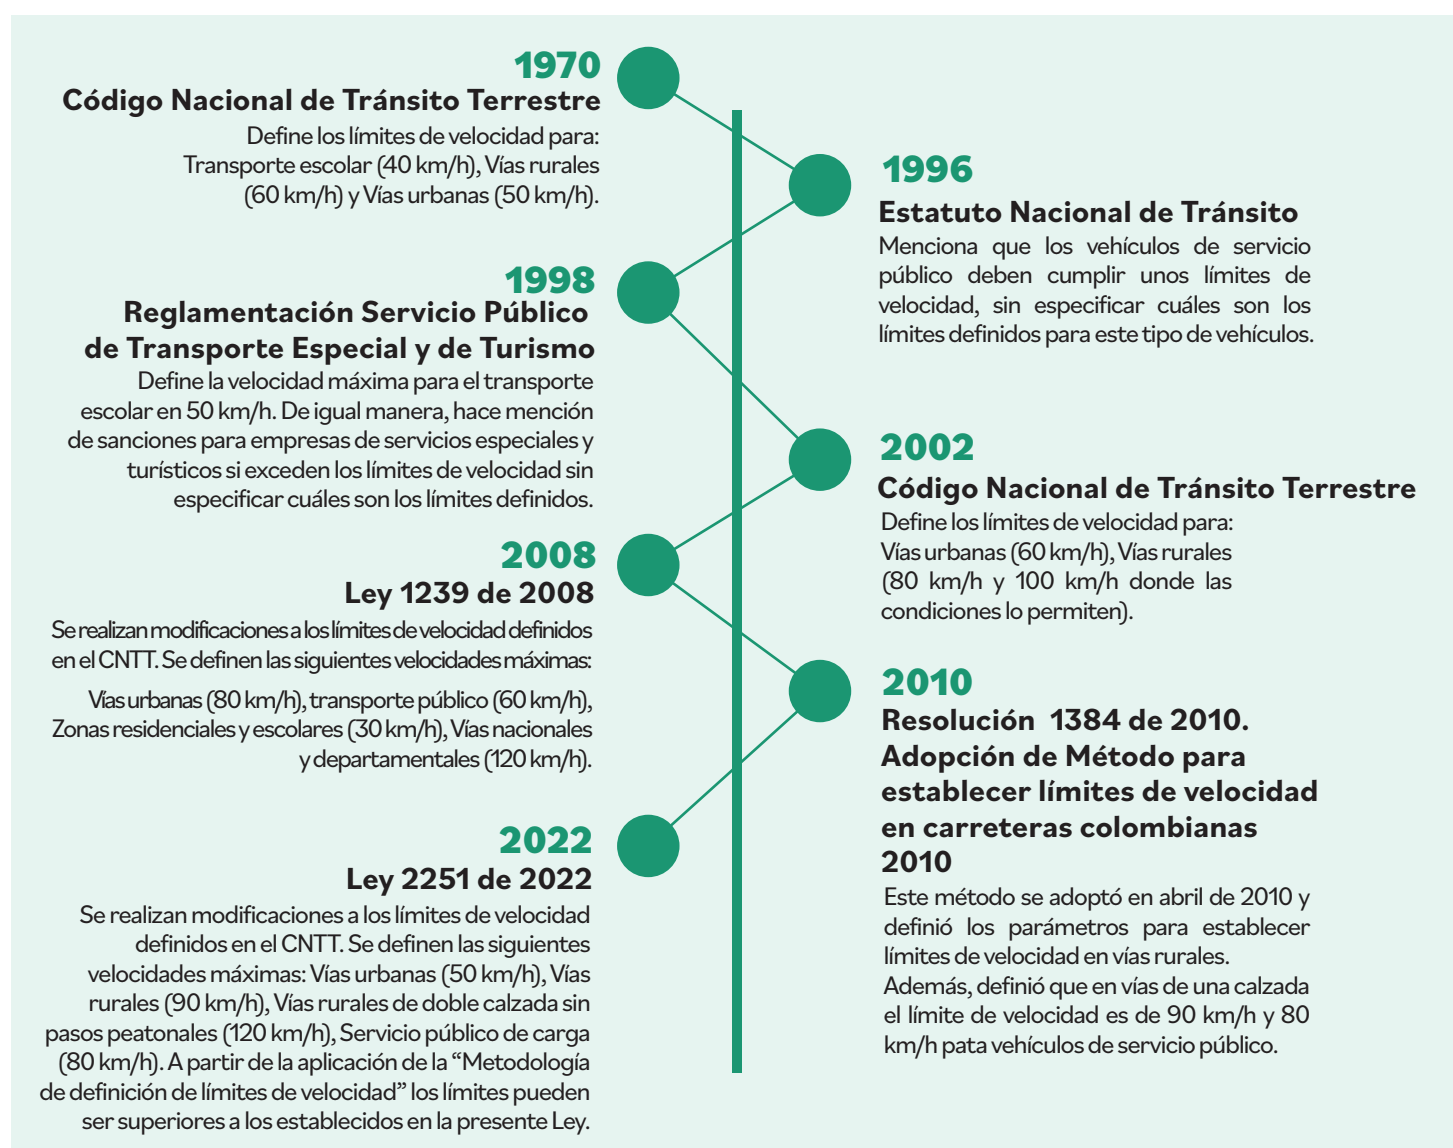 1970
Código Nacional de Tránsito Terrestre
Define los límites de velocidad para:
Transporte escolar (40 km/h), Vías rurales
(60 km/h) y Vías urbanas (50 km/h).
1996
Estatuto Nacional de Tránsito
Menciona que los vehículos de servicio
público deben cumplir unos límites de
velocidad, sin especificar cuáles son los
límites definidos para este tipo de vehículos.
1998
Reglamentación Servicio Público
de Transporte Especial y de Turismo
Define la velocidad máxima para el transporte
escolar en 50 km/h. De igual manera, hace mención
de sanciones para empresas de servicios especiales y
turísticos si exceden los límites de velocidad sin
especificar cuáles son los límites definidos.
2002
Código Nacional de Tránsito Terrestre
Define los límites de velocidad para:
Vías urbanas (60 km/h), Vías rurales
(80 km/h y 100 km/h donde las
condiciones lo permiten).
2008
Ley 1239 de 2008
Se realizan modificaciones a los límites de velocidad definidos
en el CNTT. Se definen las siguientes velocidades máximas:
Vías urbanas (80 km/h), transporte público (60 km/h),
Zonas residenciales y escolares (30 km/h), Vías nacionales
y departamentales (120 km/h).
2010
Resolución 1384 de 2010.
Adopción de Método para
establecer límites de velocidad
en carreteras colombianas
2010
Este método se adoptó en abril de 2010 y
definió los parámetros para establecer
límites de velocidad en vías rurales.
Además, definió que en vías de una calzada
el límite de velocidad es de 90 km/h y 80
km/h pata vehículos de servicio público.
2022
Ley 2251 de 2022
Se realizan modificaciones a los límites de velocidad
definidos en el CNTT. Se definen las siguientes
velocidades máximas: Vías urbanas (50 km/h), Vías
rurales (90 km/h), Vías rurales de doble calzada sin
pasos peatonales (120 km/h), Servicio público de carga
(80 km/h). A partir de la aplicación de la “Metodología
de definición de límites de velocidad” los límites pueden
ser superiores a los establecidos en la presente Ley.